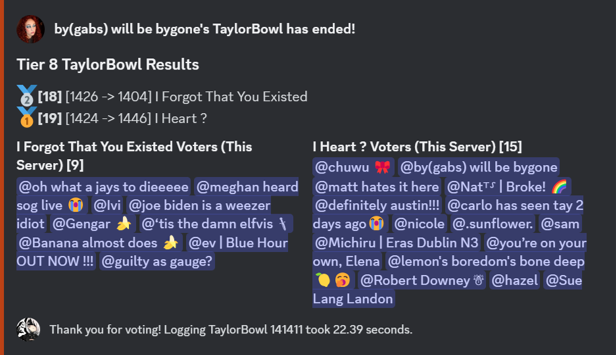 by(gabs) will be bygone's TaylorBowl has ended!
Tier 8 TaylorBowl Results
🥈[18] [1426 -> 1404] I Forgot That You Existed
🥇[19] [1424 -> 1446] I Heart ?
I Forgot That You Existed Voters (This
Server) [9]
@oh what a jays to dieeeee @meghan heard
sog live 😭 @lvi @joe biden is a weezer
idiot @Gengar 🍌 @‘tis the damn elfvis \
@Banana almost does 🍌 @ev | Blue Hour
OUT NOW !!! @guilty as gauge?
I Heart ? Voters (This Server) [15]
@chuwu 🎀 @by(gabs) will be bygone
@matt hates it here @Nat | Broke! 🌈
@definitely austin!!! @carlo has seen tay 2
days ago😭 @nicole @.sunflower. @sam
@Michiru | Eras Dublin N3 @you're on your
own, Elena @lemon's boredom's bone deep
🍋 🥱 @Robert Downey ☃ @hazel @Sue
Lang Landon
Thank you for voting! Logging TaylorBowl 141411 took 22.39 seconds.